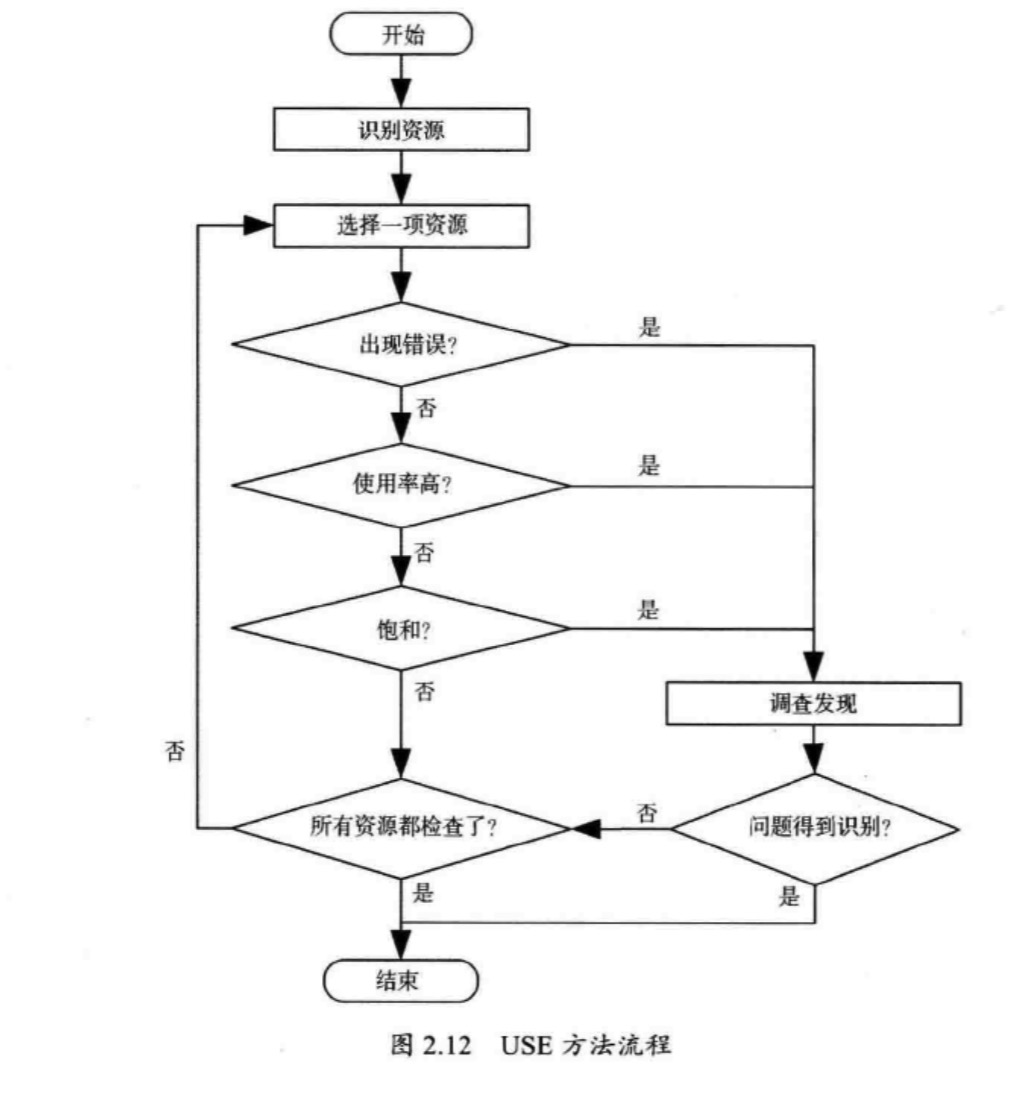 开始
识别资源
选择一项资源
出现错误?
是
否
使用率高?
是
否
饱和?
是
否
调查发现
否
所有资源都检查了?
否
问题得到识别?
是
是
结束
图 2.12 USE 方法流程